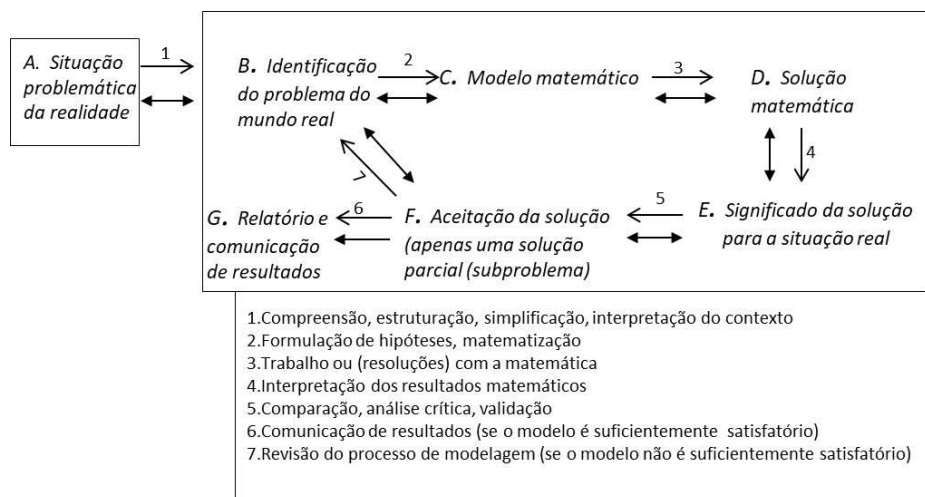 A. Situação
problemática
da realidade
1
B. Identificação
do problema do
mundo real
2
C. Modelo matemático
3
D. Solução
matemática
4
7
G. Relatório e
comunicação
de resultados
6
F. Aceitação da solução
(apenas uma solução
parcial (subproblema)
5
E. Significado da solução
para a situação real
1.Compreensão, estruturação, simplificação, interpretação do contexto
2.Formulação de hipóteses, matematização
3.Trabalho ou (resoluções) com a matemática
4.Interpretação dos resultados matemáticos
5.Comparação, análise crítica, validação
6.Comunicação de resultados (se o modelo é suficientemente satisfatório)
7.Revisão do processo de modelagem (se o modelo não é suficientemente satisfatório)